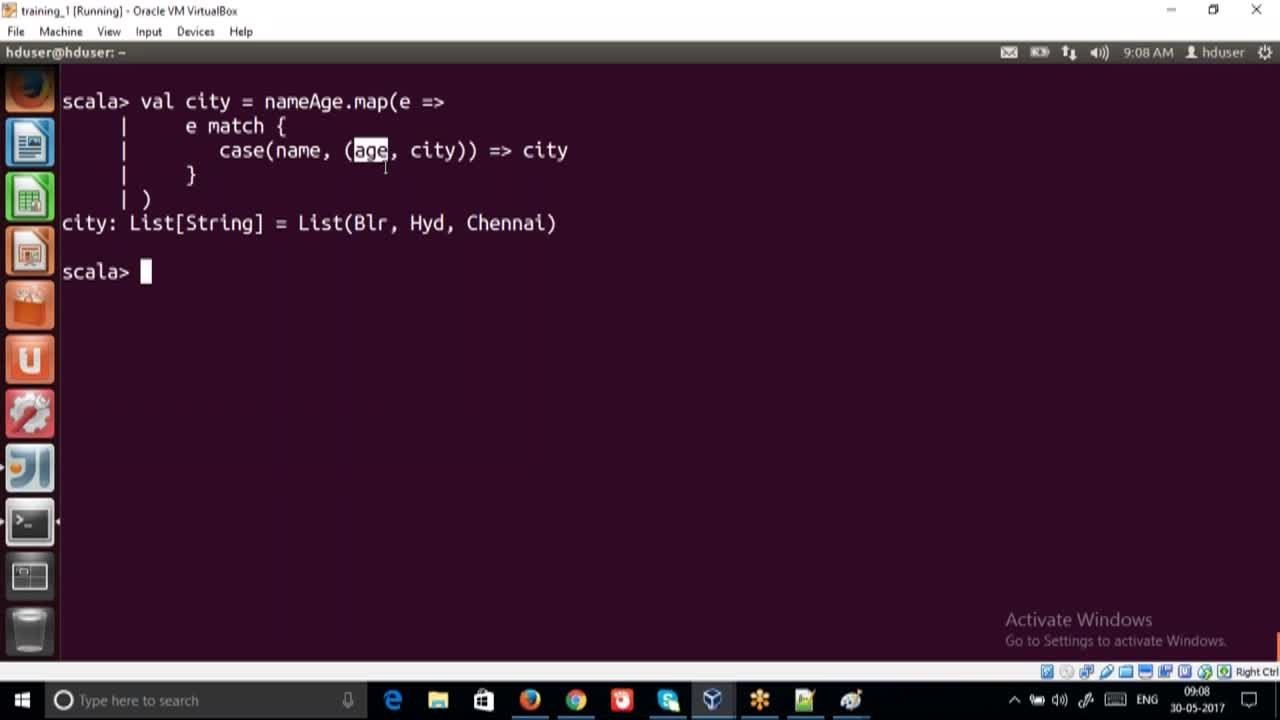 training_1 [Running] - Oracle VM VirtualBox
File Machine View Input Devices Help
hduser@hduser: ~
9:08 AM hduser
scala> val city = nameAge.map(e =>
| e match {
| case(name, (age, city)) => city
| }
| )
city: List[String] = List(Blr, Hyd, Chennai)
scala>
Activate Windows
Go to Settings to activate Windows.
Right Ctrl
Type here to search
ENG
09:08
30-05-2017